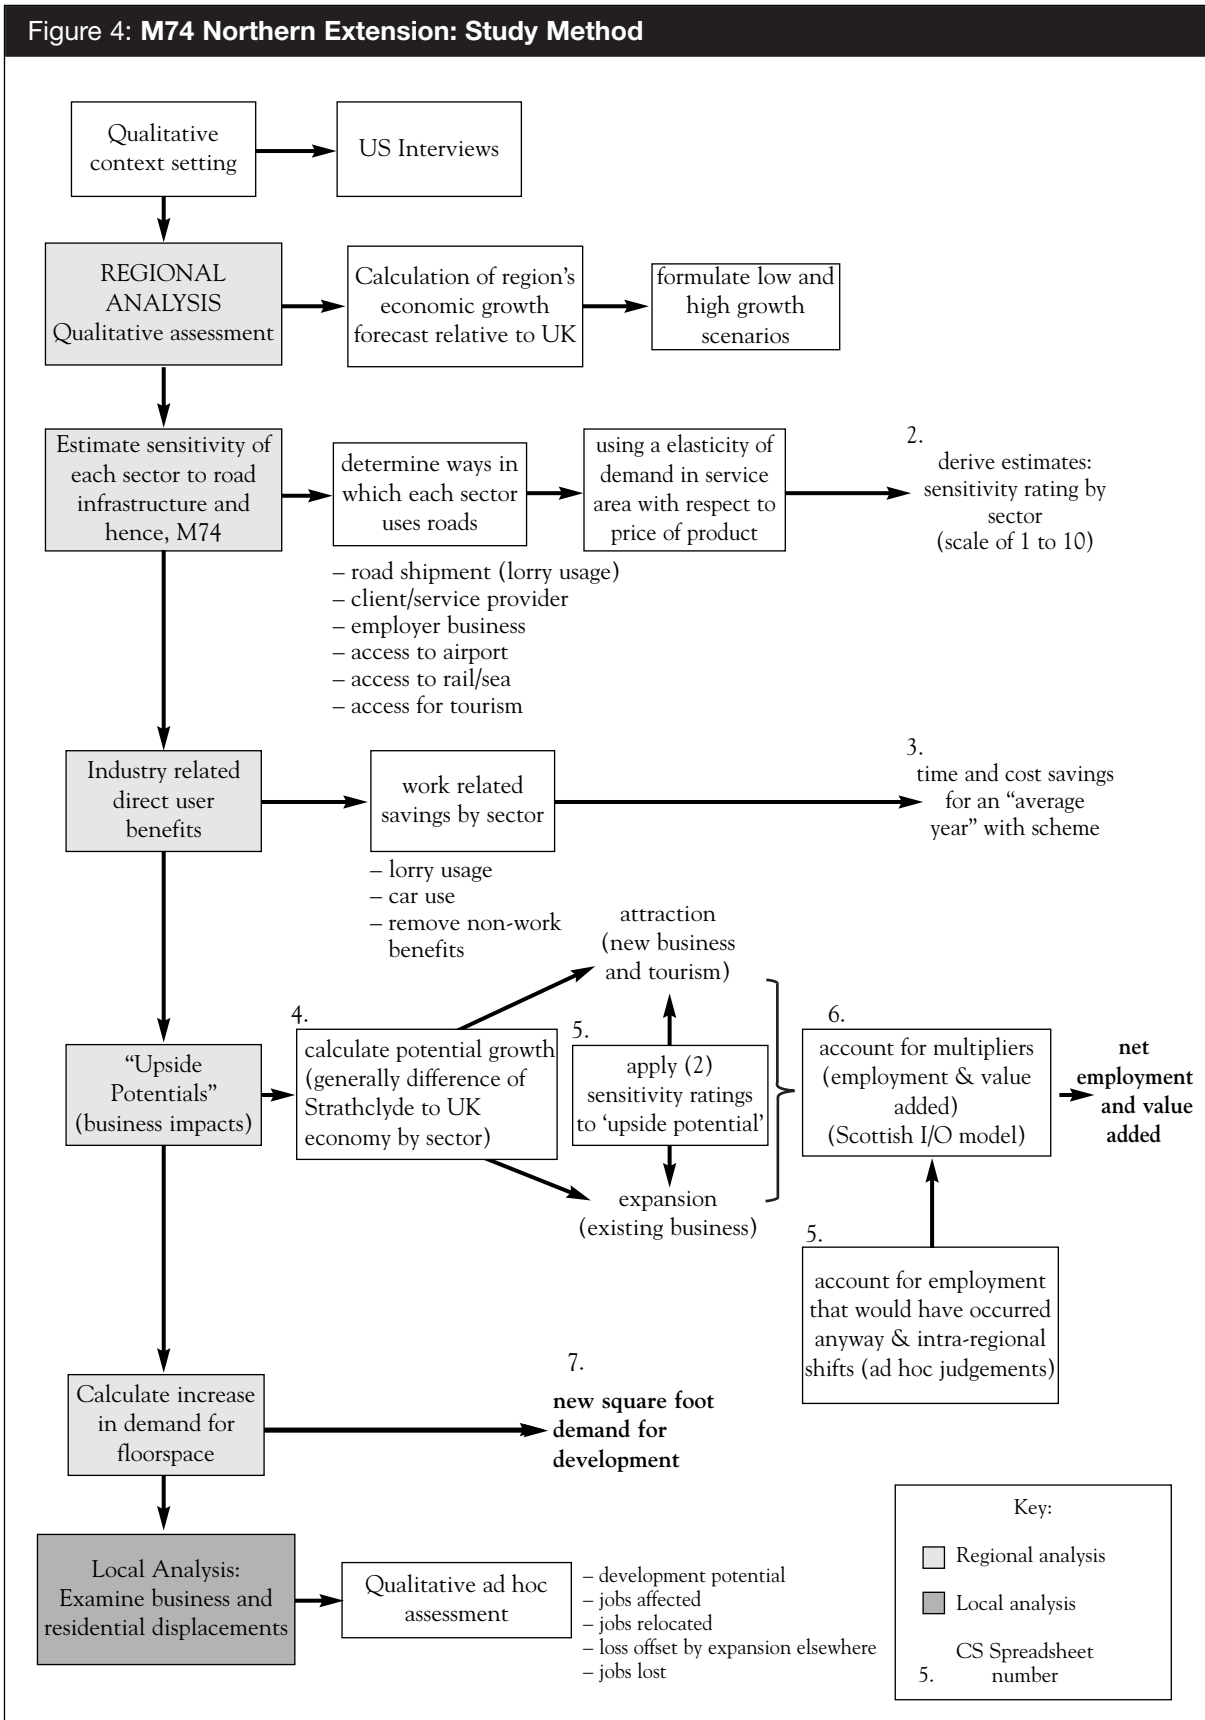 Figure 4: M74 Northern Extension: Study Method
Qualitative
context setting
US Interviews
REGIONAL
ANALYSIS
Qualitative assessment
Calculation of region's
economic growth
forecast relative to UK
formulate low and
high growth
scenarios
Estimate sensitivity of
each sector to road
infrastructure and
hence, M74
determine ways in
which each sector
uses roads
– road shipment (lorry usage)
– client/service provider
– employer business
– access to airport
– access to rail/sea
– access for tourism
using a elasticity of
demand in service
area with respect to
price of product
2.
derive estimates:
sensitivity rating by
sector
(scale of 1 to 10)
Industry related
direct user
benefits
work related
savings by sector
– lorry usage
– car use
– remove non-work
benefits
3.
time and cost savings
for an “average
year” with scheme
“Upside
Potentials”
(business impacts)
4.
calculate potential growth
(generally difference of
Strathclyde to UK
economy by sector)
attraction
(new business
and tourism)
5.
apply (2)
sensitivity ratings
to ‘upside potential’
expansion
(existing business)
6.
account for multipliers
(employment & value
added)
(Scottish I/O model)
net
employment
and value
added
5.
account for employment
that would have occurred
anyway & intra-regional
shifts (ad hoc judgements)
Calculate increase
in demand for
floorspace
7.
new square foot
demand for
development
Local Analysis:
Examine business and
residential displacements
Qualitative ad hoc
assessment
– development potential
– jobs affected
– jobs relocated
– loss offset by expansion elsewhere
– jobs lost
Key:
Regional analysis
Local analysis
CS Spreadsheet
5. number